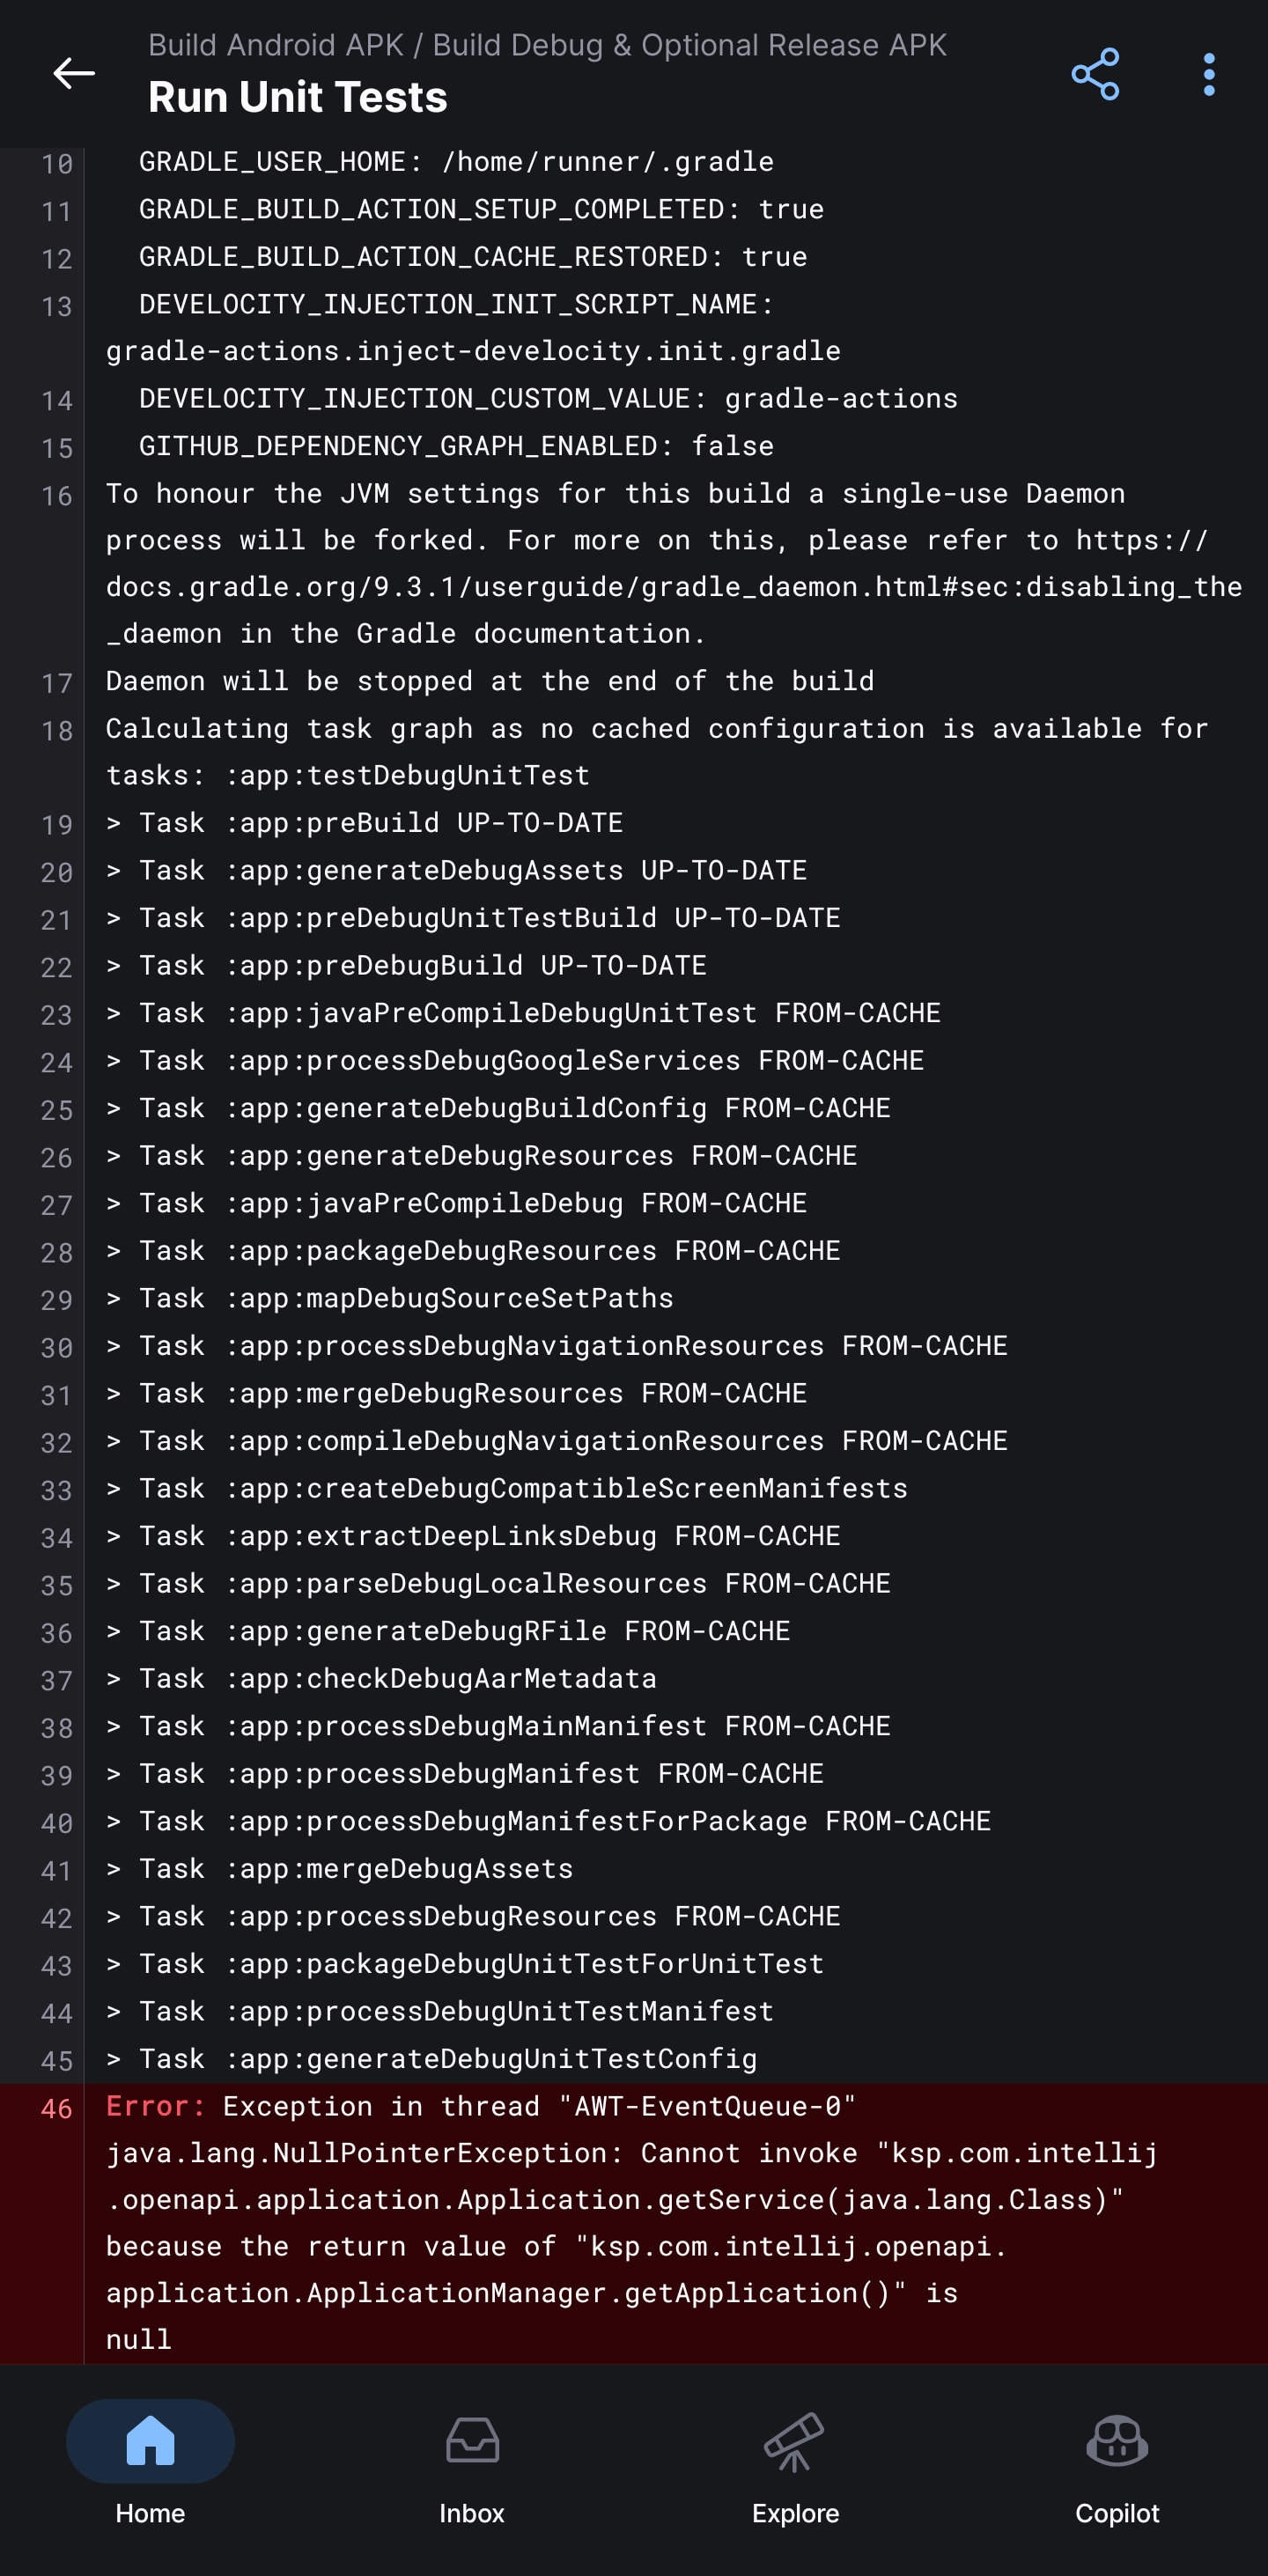 Build Android APK / Build Debug & Optional Release APK
Run Unit Tests
10 GRADLE_USER_HOME: /home/runner/.gradle
11 GRADLE_BUILD_ACTION_SETUP_COMPLETED: true
12 GRADLE_BUILD_ACTION_CACHE_RESTORED: true
13 DEVELOCITY_INJECTION_INIT_SCRIPT_NAME:
gradle-actions.inject-develocity.init.gradle
14 DEVELOCITY_INJECTION_CUSTOM_VALUE: gradle-actions
15 GITHUB_DEPENDENCY_GRAPH_ENABLED: false
16 To honour the JVM settings for this build a single-use Daemon
process will be forked. For more on this, please refer to https://
docs.gradle.org/9.3.1/userguide/gradle_daemon.html#sec:disabling_the
_daemon in the Gradle documentation.
17 Daemon will be stopped at the end of the build
18 Calculating task graph as no cached configuration is available for
tasks: :app:testDebugUnitTest
19 > Task :app:preBuild UP-TO-DATE
20 > Task :app:generateDebugAssets UP-TO-DATE
21 > Task :app:preDebugUnitTestBuild UP-TO-DATE
22 > Task :app:preDebugBuild UP-TO-DATE
23 > Task :app:javaPreCompileDebugUnitTest FROM-CACHE
24 > Task :app:processDebugGoogleServices FROM-CACHE
25 > Task :app:generateDebugBuildConfig FROM-CACHE
26 > Task :app:generateDebugResources FROM-CACHE
27 > Task :app:javaPreCompileDebug FROM-CACHE
28 > Task :app:packageDebugResources FROM-CACHE
29 > Task :app:mapDebugSourceSetPaths
30 > Task :app:processDebugNavigationResources FROM-CACHE
31 > Task :app:mergeDebugResources FROM-CACHE
32 > Task :app:compileDebugNavigationResources FROM-CACHE
33 > Task :app:createDebugCompatibleScreenManifests
34 > Task :app:extractDeepLinksDebug FROM-CACHE
35 > Task :app:parseDebugLocalResources FROM-CACHE
36 > Task :app:generateDebugRFile FROM-CACHE
37 > Task :app:checkDebugAarMetadata
38 > Task :app:processDebugMainManifest FROM-CACHE
39 > Task :app:processDebugManifest FROM-CACHE
40 > Task :app:processDebugManifestForPackage FROM-CACHE
41 > Task :app:mergeDebugAssets
42 > Task :app:processDebugResources FROM-CACHE
43 > Task :app:packageDebugUnitTestForUnitTest
44 > Task :app:processDebugUnitTestManifest
45 > Task :app:generateDebugUnitTestConfig
46 Error: Exception in thread "AWT-EventQueue-0"
java.lang.NullPointerException: Cannot invoke "ksp.com.intellij
.openapi.application.Application.getService(java.lang.Class)"
because the return value of "ksp.com.intellij.openapi.
application.ApplicationManager.getApplication()" is
null
Home
Inbox
Explore
Copilot